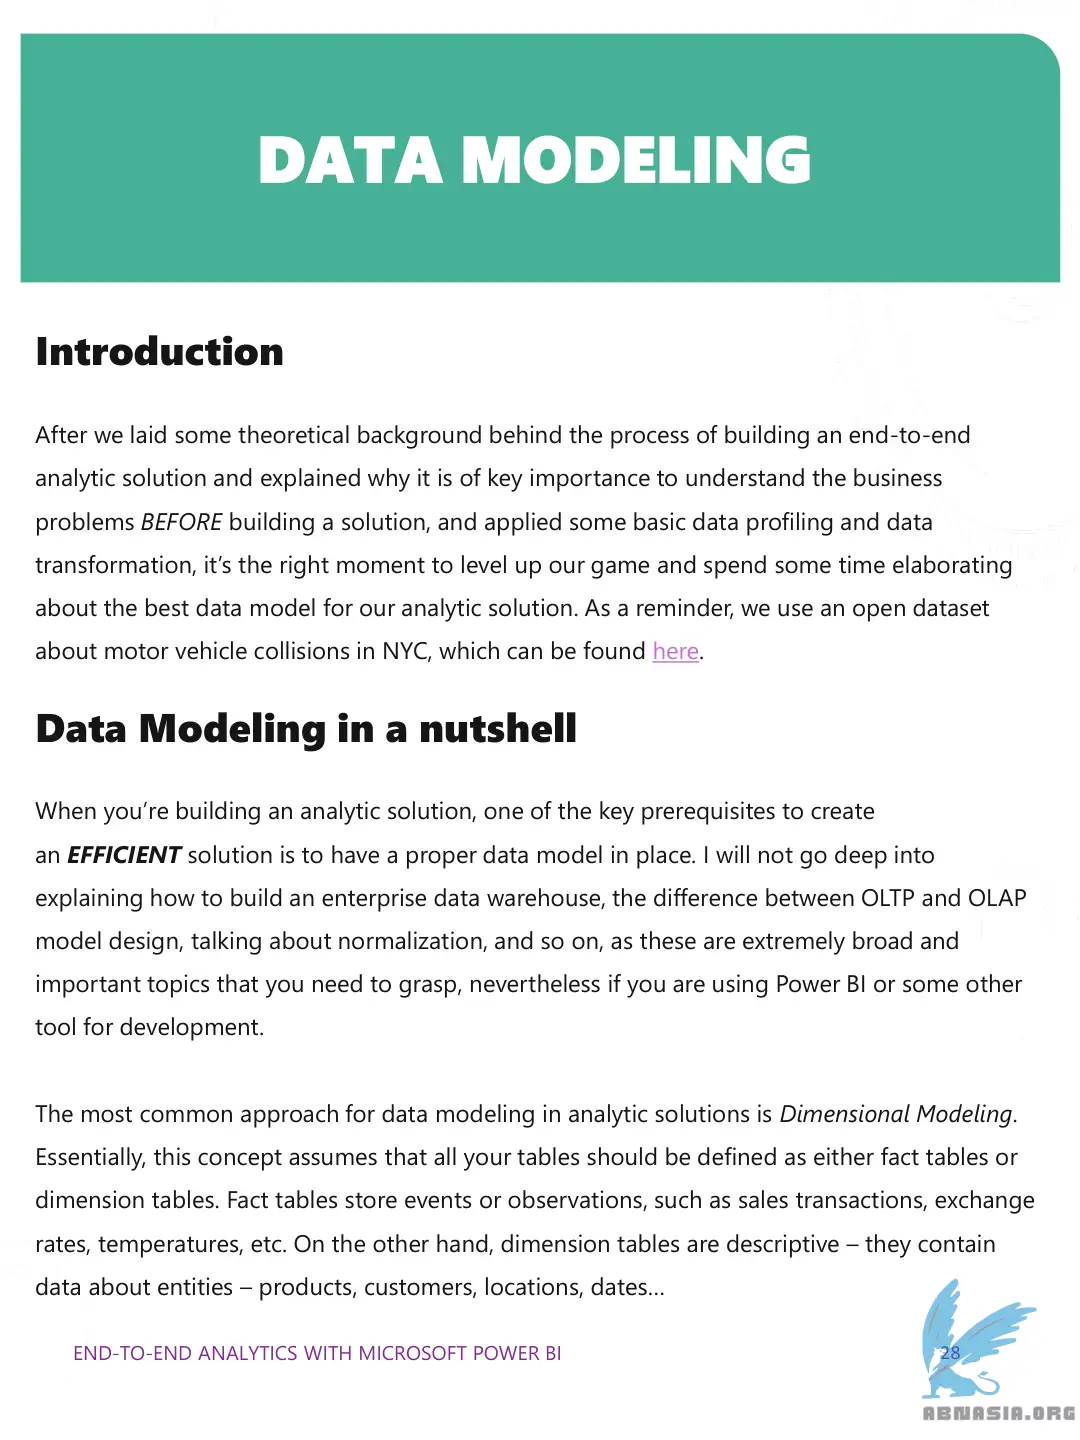 DATA MODELING
Introduction
After we laid some theoretical background behind the process of building an end-to-end
analytic solution and explained why it is of key importance to understand the business
problems BEFORE building a solution, and applied some basic data profiling and data
transformation, it’s the right moment to level up our game and spend some time elaborating
about the best data model for our analytic solution. As a reminder, we use an open dataset
about motor vehicle collisions in NYC, which can be found here.
Data Modeling in a nutshell
When you’re building an analytic solution, one of the key prerequisites to create
an EFFICIENT solution is to have a proper data model in place. I will not go deep into
explaining how to build an enterprise data warehouse, the difference between OLTP and OLAP
model design, talking about normalization, and so on, as these are extremely broad and
important topics that you need to grasp, nevertheless if you are using Power BI or some other
tool for development.
The most common approach for data modeling in analytic solutions is Dimensional Modeling.
Essentially, this concept assumes that all your tables should be defined as either fact tables or
dimension tables. Fact tables store events or observations, such as sales transactions, exchange
rates, temperatures, etc. On the other hand, dimension tables are descriptive – they contain
data about entities – products, customers, locations, dates…
END-TO-END ANALYTICS WITH MICROSOFT POWER BI 28
ABNASIA.ORG